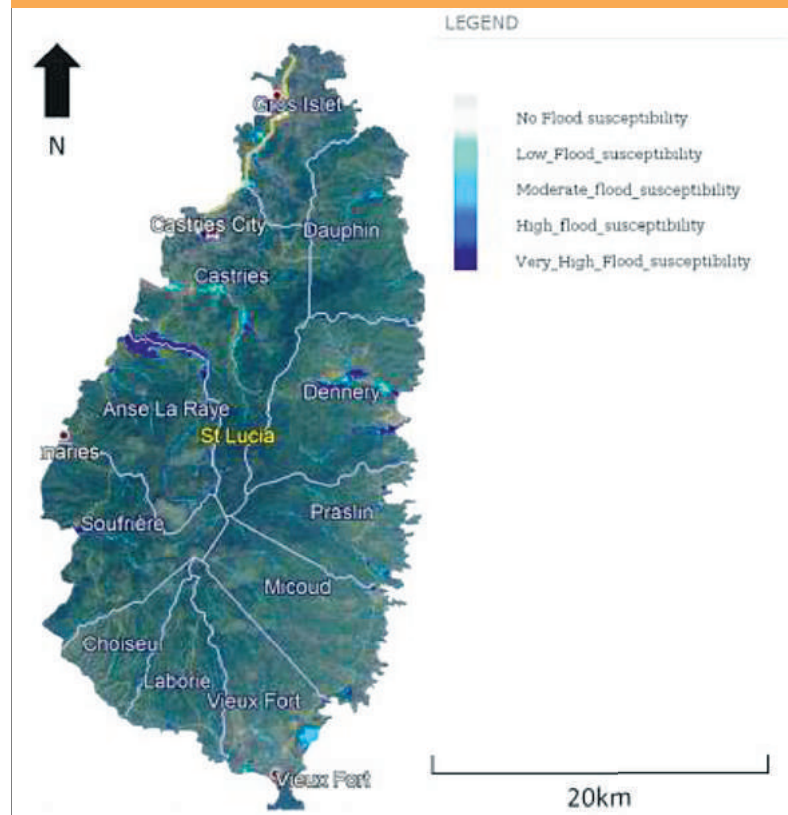 LEGEND
N
No Flood susceptibility
Low_Flood_susceptibility
Moderate_flood_susceptibility
High_flood_susceptibility
Very_High_Flood_susceptibility
Gros Islet
Castries City
Dauphin
Castries
Dennery
Anse La Raye
St Lucia
naries
Soufrière
Praslin
Micoud
Choiseul
Laborie
Vieux Fort
Vieux Fort
20km